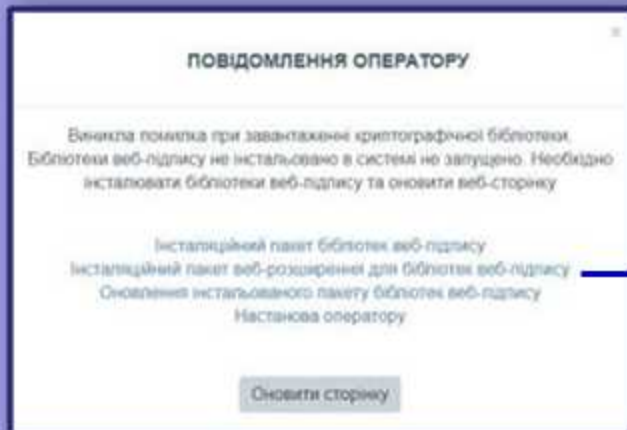 ПОВІДОМЛЕННЯ ОПЕРАТОРУ
Виникла помилка при завантаженні криптографічної бібліотеки.
Бібліотеки веб-підпису не інстальовано в системі не запущено. Необхідно
інсталювати бібліотеки веб-підпису та оновити веб-сторінку
Інсталяційний пакет бібліотек веб-підпису
Інсталяційний пакет веб-розширення для бібліотек веб-підпису
Оновлення інстальованого пакету бібліотек веб-підпису
Настанова оператору
Оновити сторінку